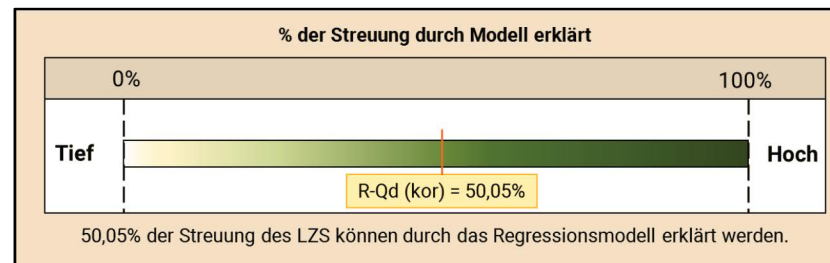 % der Streuung durch Modell erklärt
0% 100%
Tief Hoch
R-Qd (kor) = 50,05%
50,05% der Streuung des LZS können durch das Regressionsmodell erklärt werden.